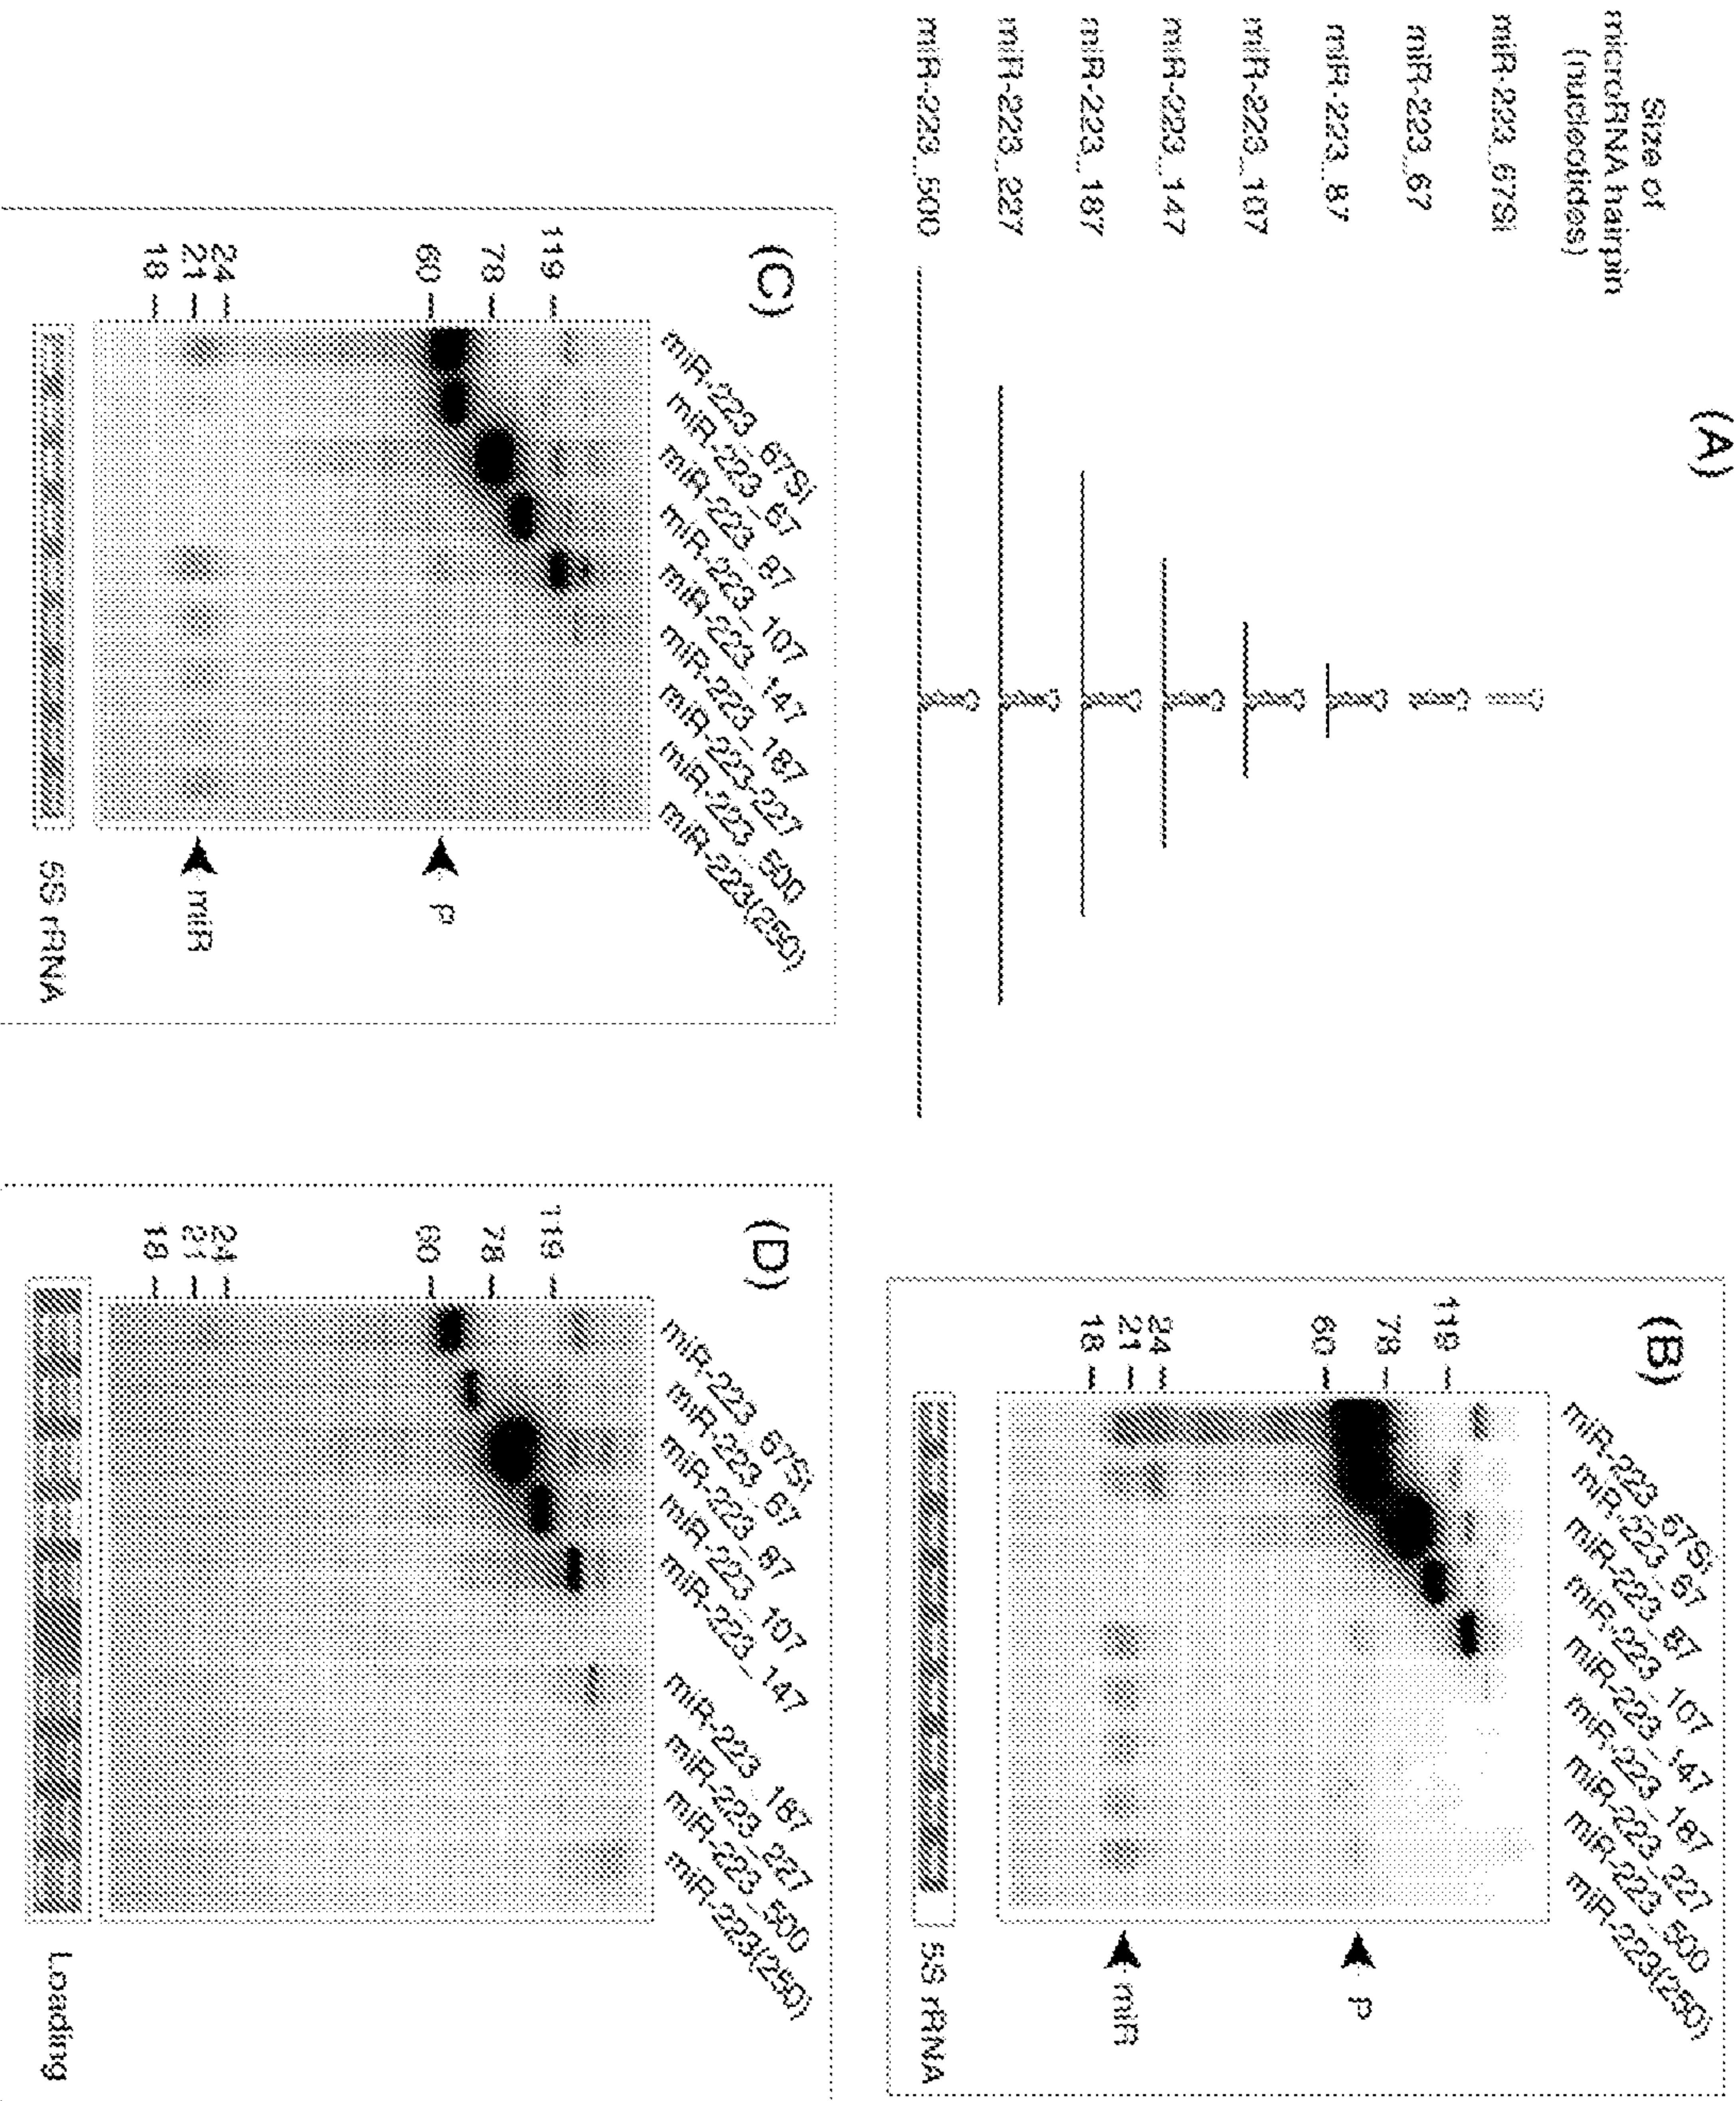 (A)
Size of
microRNA hairpin
(nucleotides)
miR-223_67Si
miR-223_67
miR-223_87
miR-223_107
miR-223_147
miR-223_187
miR-223_227
miR-223_500
(B)
miR-223_67Si
miR-223_67
miR-223_87
miR-223_107
miR-223_147
miR-223_187
miR-223_227
miR-223_500
miR-223(250)
119
78
60
24
21
18
P
miR
5S rRNA
(C)
miR-223_67Si
miR-223_67
miR-223_87
miR-223_107
miR-223_147
miR-223_187
miR-223-227
miR-223_500
miR-223(250)
119
78
60
24
21
18
P
miR
5S rRNA
(D)
miR-223_67Si
miR-223_67
miR-223_87
miR-223_107
miR-223_147
miR-223_187
miR-223_227
miR-223_500
miR-223(250)
119
78
60
24
21
18
Loading